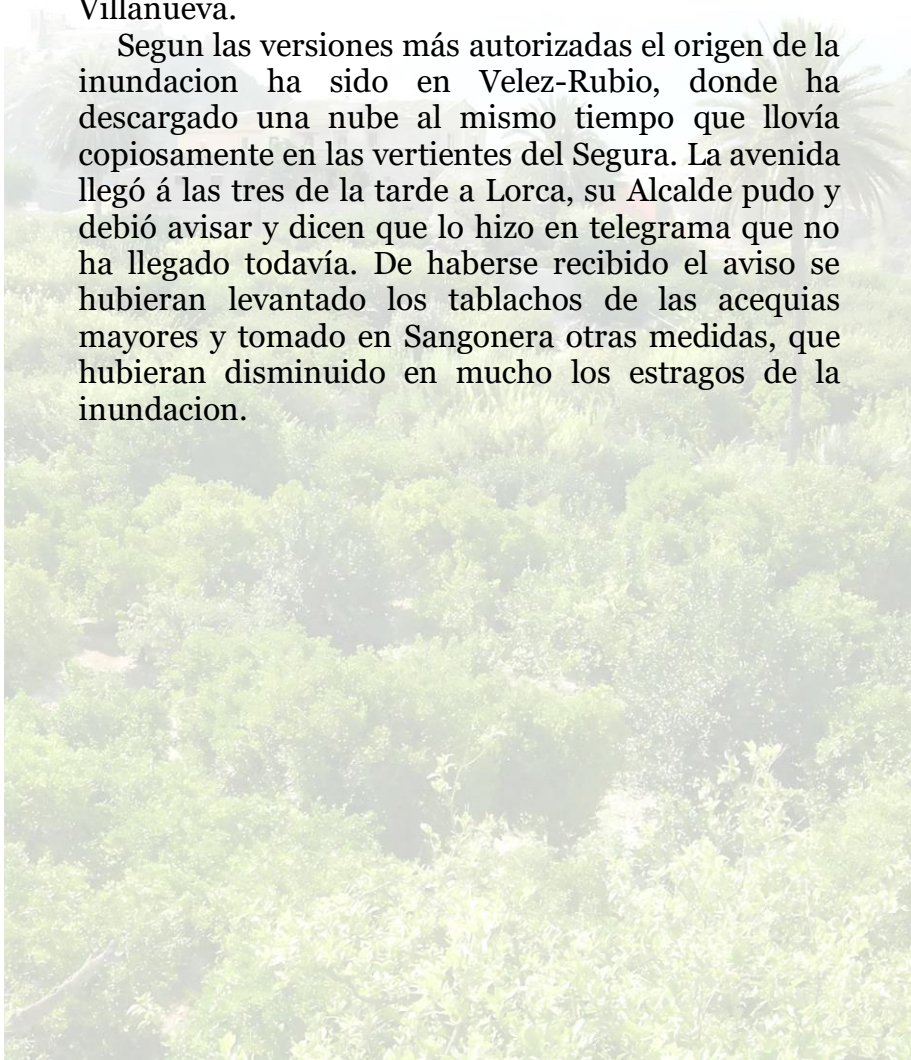 Villanueva.
Segun las versiones más autorizadas el origen de la
inundacion ha sido en Velez-Rubio, donde ha
descargado una nube al mismo tiempo que llovía
copiosamente en las vertientes del Segura. La avenida
llegó á las tres de la tarde a Lorca, su Alcalde pudo y
debió avisar y dicen que lo hizo en telegrama que no
ha llegado todavía. De haberse recibido el aviso se
hubieran levantado los tablachos de las acequias
mayores y tomado en Sangonera otras medidas, que
hubieran disminuido en mucho los estragos de la
inundacion.